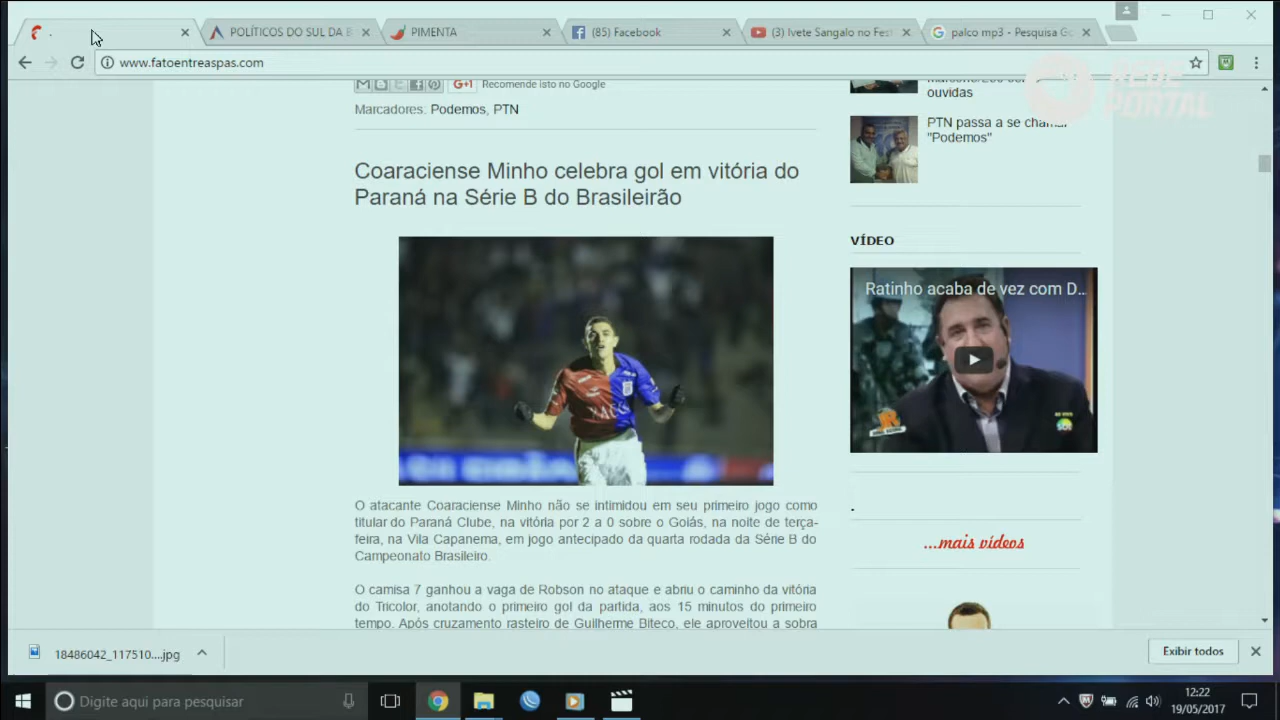 POLÍTICOS DO SUL DA B
PIMENTA
(85) Facebook
(3) Ivete Sangalo no Fes
palco mp3 - Pesquisa Go
www.fatoentreaspas.com
G+1 Recomende isto no Google
Marcadores: Podemos, PTN
Coaraciense Minho celebra gol em vitória do
Paraná na Série B do Brasileirão
O atacante Coaraciense Minho não se intimidou em seu primeiro jogo como
titular do Paraná Clube, na vitória por 2 a 0 sobre o Goiás, na noite de terça-
feira, na Vila Capanema, em jogo antecipado da quarta rodada da Série B do
Campeonato Brasileiro.
O camisa 7 ganhou a vaga de Robson no ataque e abriu o caminho da vitória
do Tricolor, anotando o primeiro gol da partida, aos 15 minutos do primeiro
tempo. Após cruzamento rasteiro de Guilherme Biteco, ele aproveitou a sobra
ouvidas
PTN passa a se chamar
"Podemos"
PORTAL
VÍDEO
Ratinho acaba de vez com D...
.
...mais vídeos
18486042_117510....jpg
Exibir todos
Digite aqui para pesquisar
12:22
19/05/2017